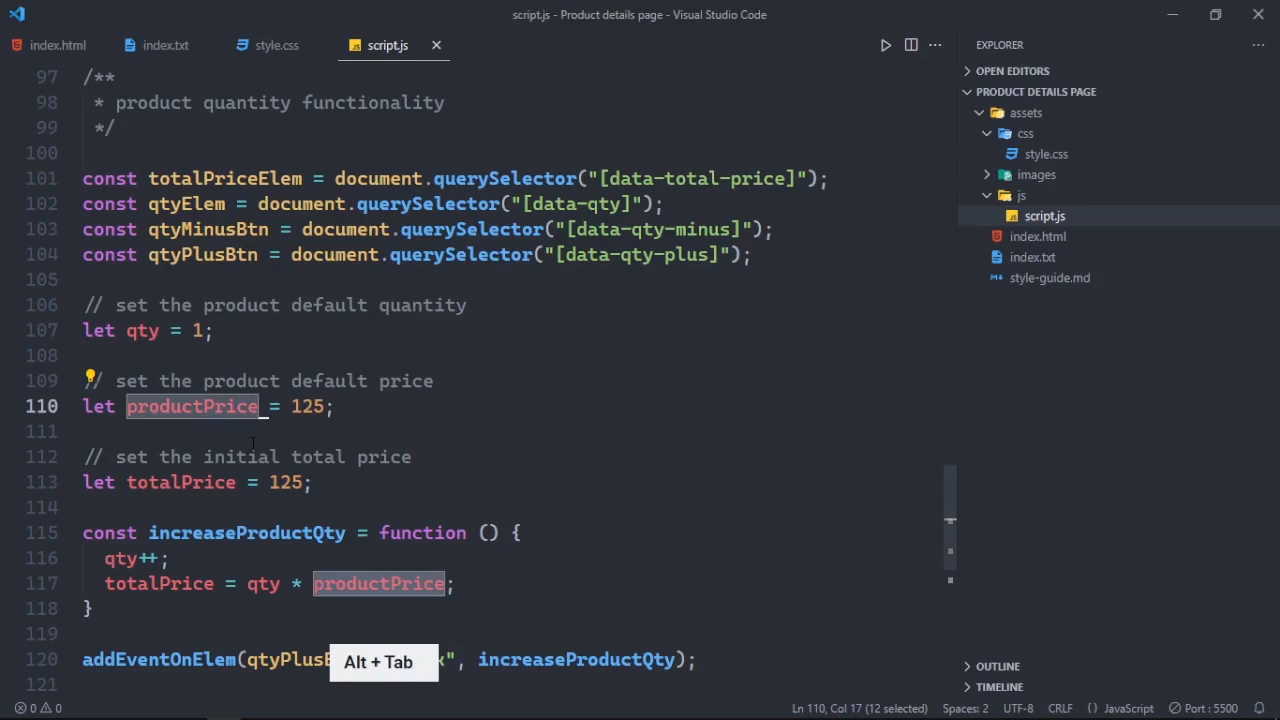 script.js - Product details page - Visual Studio Code
index.html
index.txt
style.css
script.js
97 /**
98 * product quantity functionality
99 */
100
101 const totalPriceElem = document.querySelector("[data-total-price]");
102 const qtyElem = document.querySelector("[data-qty]");
103 const qtyMinusBtn = document.querySelector("[data-qty-minus]");
104 const qtyPlusBtn = document.querySelector("[data-qty-plus]");
105
106 // set the product default quantity
107 let qty = 1;
108
109 // set the product default price
110 let productPrice = 125;
111
112 // set the initial total price
113 let totalPrice = 125;
114
115 const increaseProductQty = function () {
116 qty++;
117 totalPrice = qty * productPrice;
118 }
119
120 addEventOnElem(qtyPlus", increaseProductQty);
121
Alt + Tab
EXPLORER
OPEN EDITORS
PRODUCT DETAILS PAGE
assets
css
style.css
images
js
script.js
index.html
index.txt
style-guide.md
OUTLINE
TIMELINE
0 0
Ln 110, Col 17 (12 selected)
Spaces: 2
UTF-8
CRLF
{ } JavaScript
Port : 5500